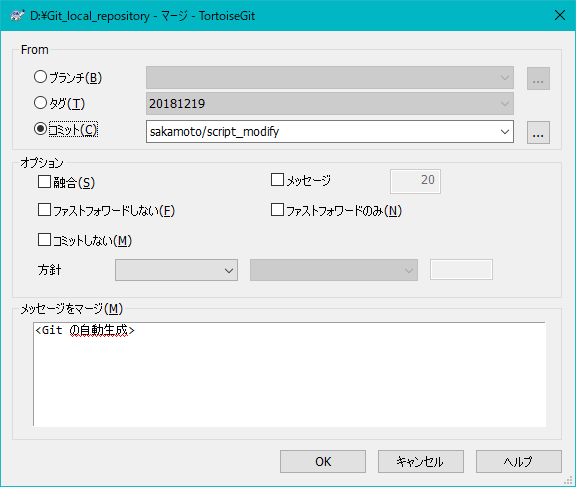 D:¥Git_local_repository - マージ - TortoiseGit
From
ブランチ(B)
...
タグ(T)
20181219
コミット(C)
sakamoto/script_modify
...
オプション
融合(S)
メッセージ
20
ファストフォワードしない(F)
ファストフォワードのみ(N)
コミットしない(M)
方針
メッセージをマージ(M)
<Git の自動生成>
OK
キャンセル
ヘルプ